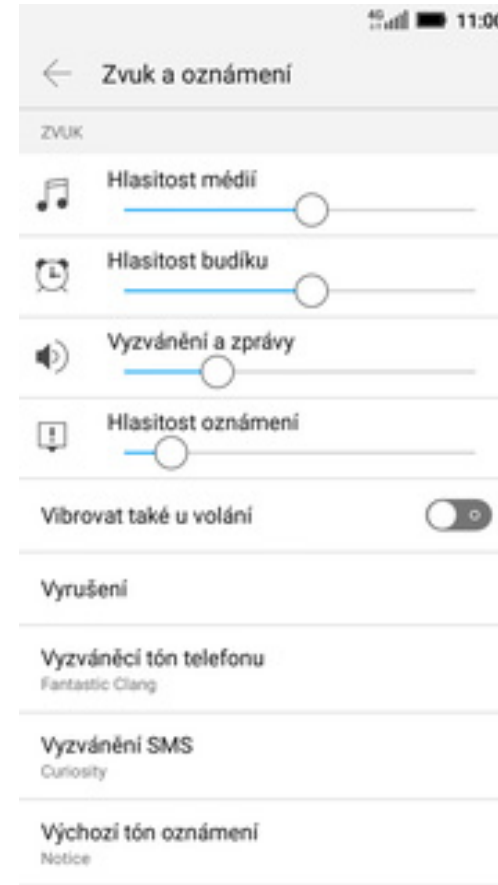 4G 11:00
Zvuk a oznámení
ZVUK
Hlasitost médií
Hlasitost budíku
Vyzvánění a zprávy
Hlasitost oznámení
Vibrovat také u volání
Vyrušení
Vyzváněcí tón telefonu
Fantastic Clang
Vyzvánění SMS
Curiosity
Výchozí tón oznámení
Notice